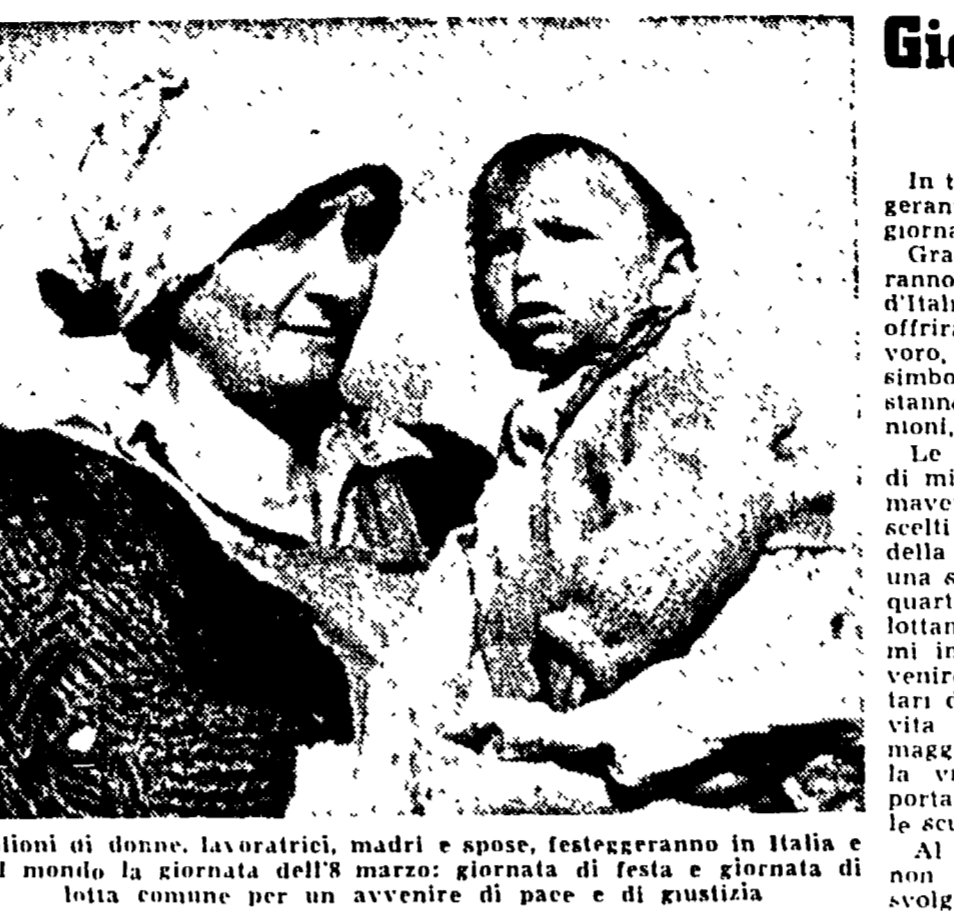 lioni di donne, lavoratrici, madri e spose, festeggeranno in Italia e
l mondo la giornata dell'8 marzo: giornata di festa e giornata di
lotta comune per un avvenire di pace e di giustizia
Gio
In t
geran
giorna
Gra
ranno
d'Itali
offrira
voro,
simbo
stann
nioni,
Le
di mi
mave
scelti
della
una s
quart
lottan
mi in
venire
tari d
vita
magg
la vi
porta
le scu
Al
non
svolg